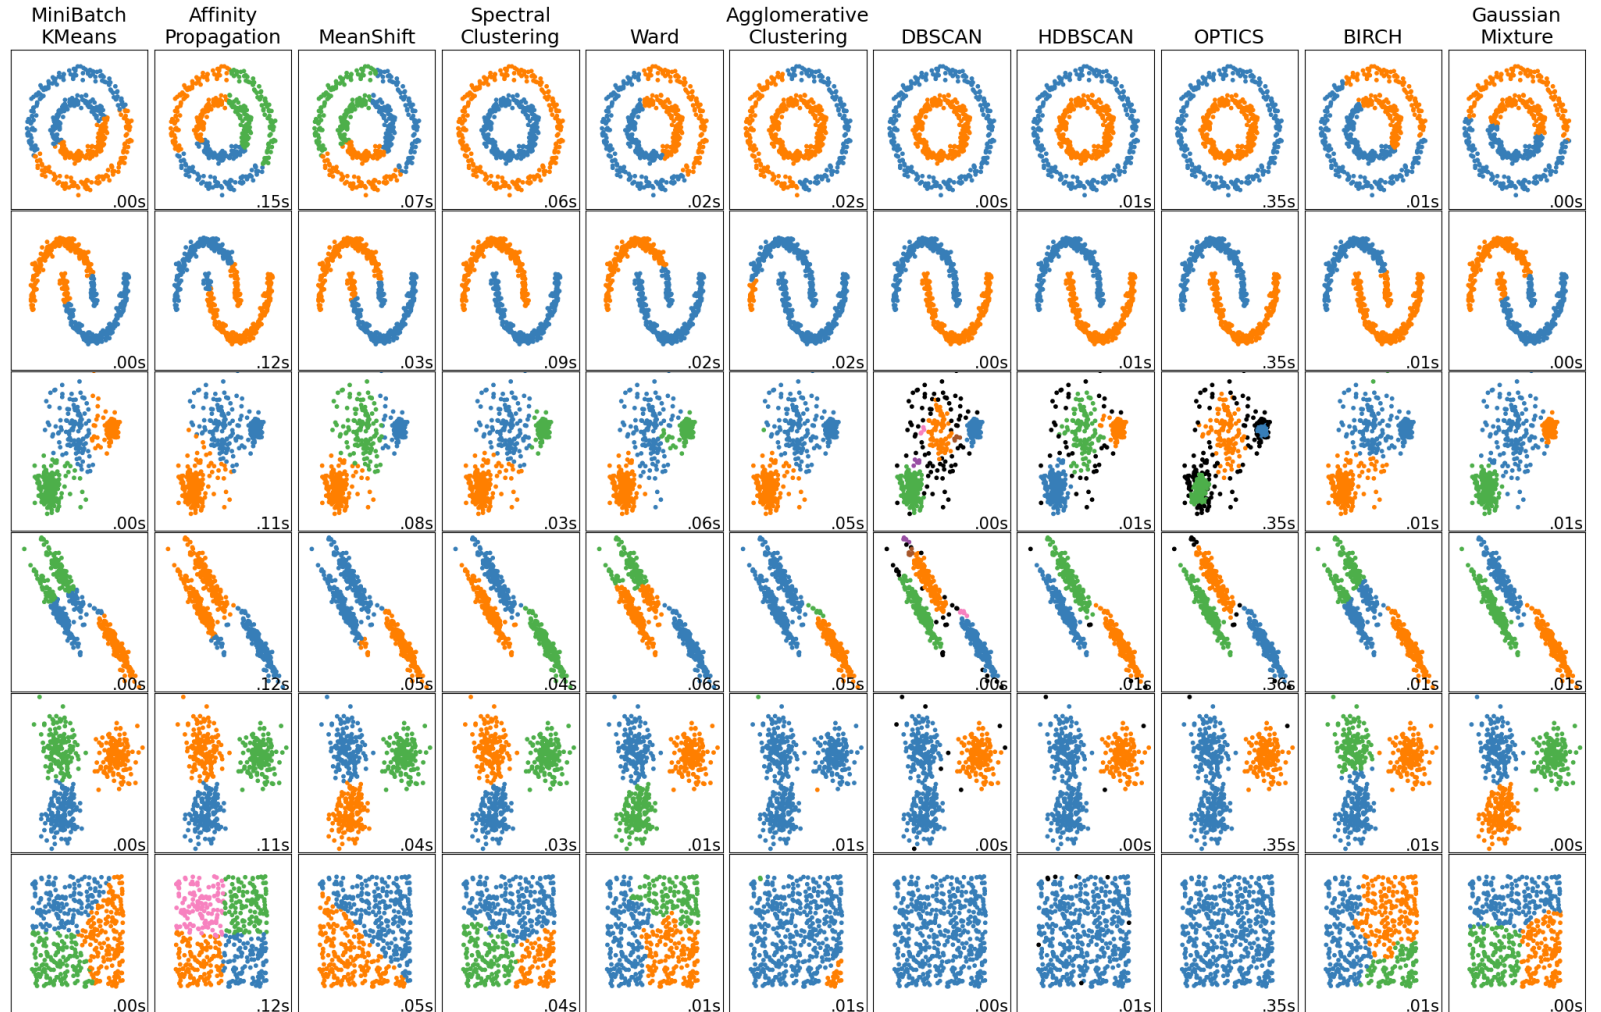 MiniBatch
KMeans
Affinity
Propagation
MeanShift
Spectral
Clustering
Ward
Agglomerative
Clustering
DBSCAN
HDBSCAN
OPTICS
BIRCH
Gaussian
Mixture
.00s
.15s
.07s
.06s
.02s
.02s
.00s
.01s
.35s
.01s
.00s
.00s
.12s
.03s
.09s
.02s
.02s
.00s
.01s
.35s
.01s
.00s
.00s
.11s
.08s
.03s
.06s
.05s
.00s
.01s
.35s
.01s
.01s
.00s
.12s
.05s
.04s
.06s
.05s
.00s
.01s
.36s
.01s
.01s
.00s
.11s
.04s
.03s
.01s
.01s
.00s
.00s
.35s
.01s
.00s
.00s
.12s
.05s
.04s
.01s
.01s
.00s
.01s
.35s
.01s
.00s